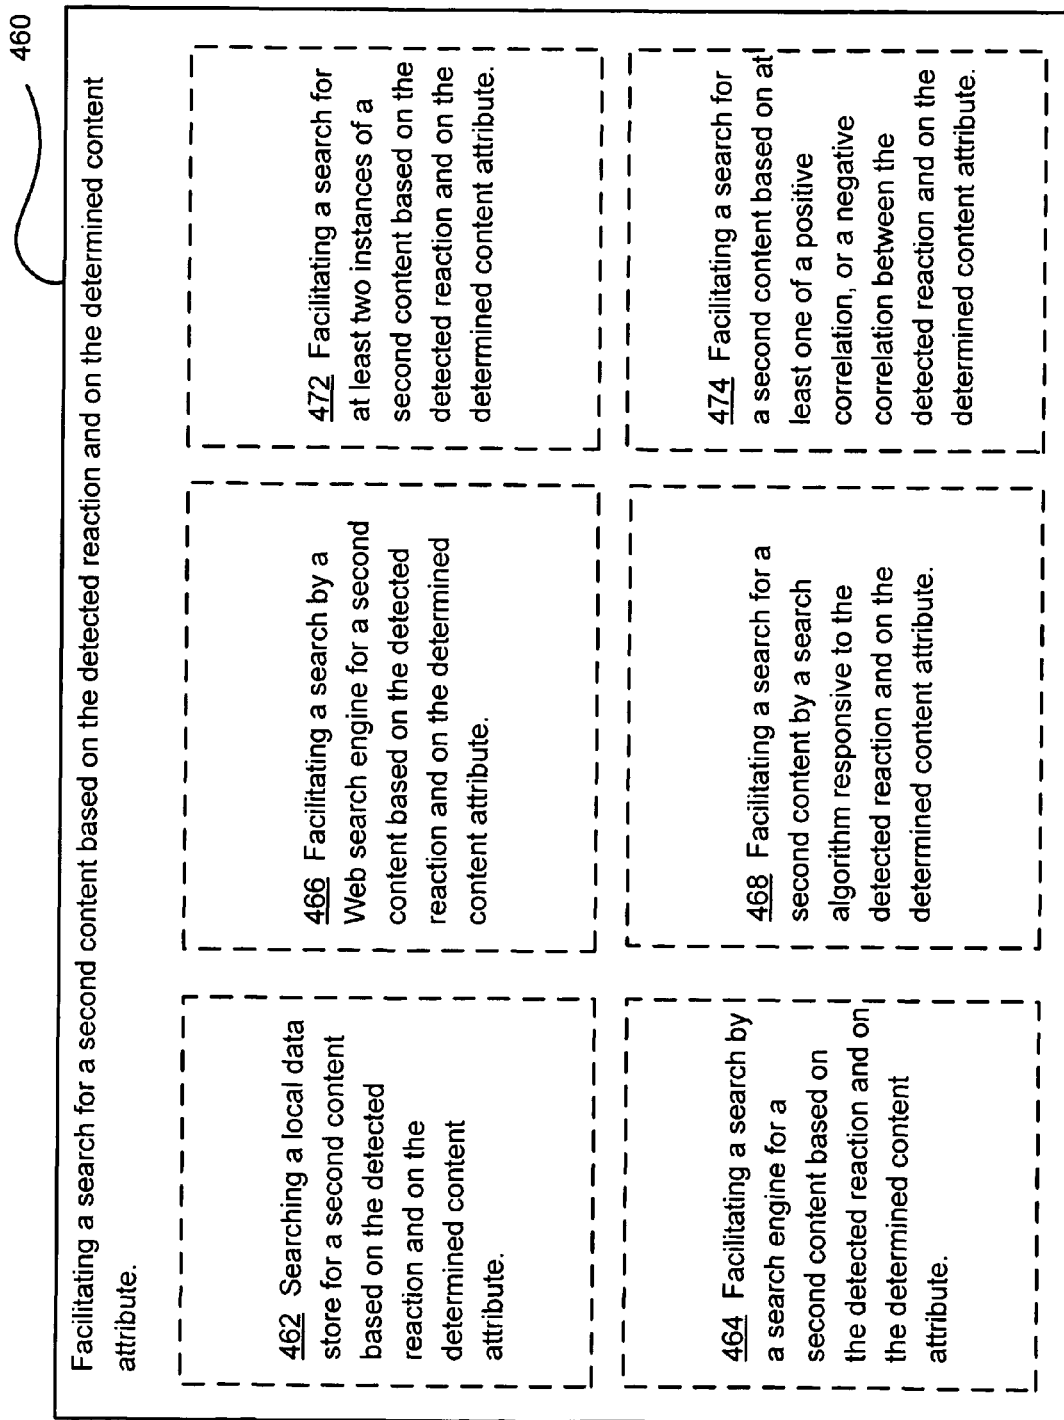 460
Facilitating a search for a second content based on the detected reaction and on the determined content
attribute.
462 Searching a local data
store for a second content
based on the detected
reaction and on the
determined content
attribute.
466 Facilitating a search by a
Web search engine for a second
content based on the detected
reaction and on the determined
content attribute.
472 Facilitating a search for
at least two instances of a
second content based on the
detected reaction and on the
determined content attribute.
464 Facilitating a search by
a search engine for a
second content based on
the detected reaction and on
the determined content
attribute.
468 Facilitating a search for a
second content by a search
algorithm responsive to the
detected reaction and on the
determined content attribute.
474 Facilitating a search for
a second content based on at
least one of a positive
correlation, or a negative
correlation between the
detected reaction and on the
determined content attribute.